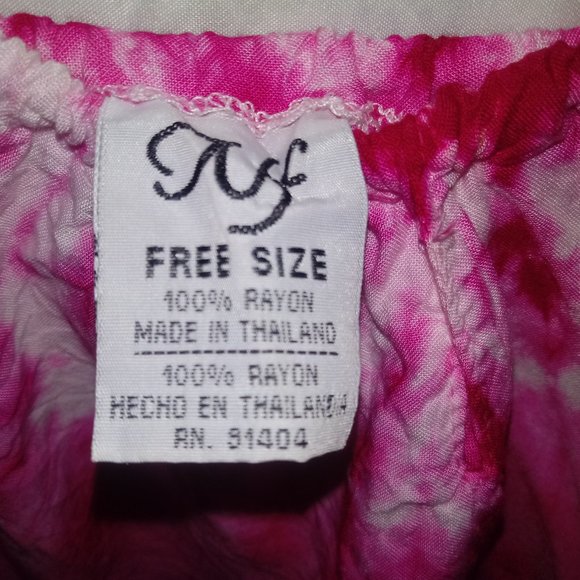 FREE SIZE
100% RAYON
MADE IN THAILAND
100% RAYON
HECHO EN THAILANDIA
RN. 91404